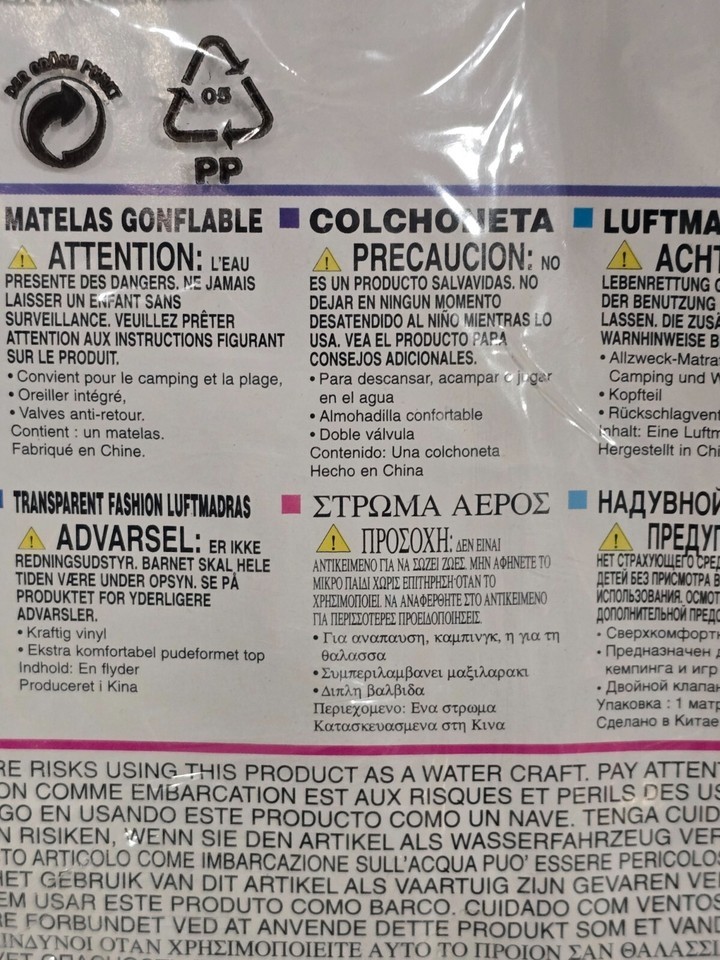 DER GRÜNE PUNKT
05
PP
MATELAS GONFLABLE
ATTENTION: L'EAU
PRESENTE DES DANGERS. NE JAMAIS
LAISSER UN ENFANT SANS
SURVEILLANCE. VEUILLEZ PRÊTER
ATTENTION AUX INSTRUCTIONS FIGURANT
SUR LE PRODUIT.
• Convient pour le camping et la plage,
• Oreiller intégré,
• Valves anti-retour.
Contient : un matelas.
Fabriqué en Chine.
COLCHONETA
PRECAUCION: NO
ES UN PRODUCTO SALVAVIDAS. NO
DEJAR EN NINGUN MOMENTO
DESATENDIDO AL NIÑO MIENTRAS LO
USA. VEA EL PRODUCTO PARA
CONSEJOS ADICIONALES.
• Para descansar, acampar o jugar
en el agua
• Almohadilla confortable
• Doble válvula
Contenido: Una colchoneta
Hecho en China
LUFTMA
ACHT
LEBENRETTUNG
DER BENUTZUNG
LASSEN. DIE ZUSÄ
WARNHINWEISE B
• Allzweck-Matra
Camping und W
• Kopfteil
• Rückschlagvent
Inhalt: Eine Luftm
Hergestellt in Chi
TRANSPARENT FASHION LUFTMADRAS
ADVARSEL: ER IKKE
REDNINGSUDSTYR. BARNET SKAL HELE
TIDEN VÆRE UNDER OPSYN. SE PÅ
PRODUKTET FOR YDERLIGERE
ADVARSLER.
• Kraftig vinyl
• Ekstra komfortabel pudeformet top
Indhold: En flyder
Produceret i Kina
ΣΤΡΩΜΑ ΑΕΡΟΣ
ΠΡΟΣΟΧΗ: ΔΕΝ ΕΙΝΑΙ
ΑΝΤΙΚΕΙΜΕΝΟ ΓΙΑ ΝΑ ΣΩΖΕΙ ΖΩΕΣ. ΜΗΝ ΑΦΗΝΕΤΕ ΤΟ
ΜΙΚΡΟ ΠΑΙΔΙ ΧΩΡΙΣ ΕΠΙΤΗΡΗΣΗ ΟΤΑΝ ΤΟ
ΧΡΗΣΙΜΟΠΟΙΕΙ. ΝΑ ΑΝΑΦΕΡΘΗΤΕ ΣΤΟ ΑΝΤΙΚΕΙΜΕΝΟ
ΓΙΑ ΠΕΡΙΣΣΟΤΕΡΕΣ ΠΡΟΕΙΔΟΠΟΙΗΣΕΙΣ
• Για αναπαυση, καμπινγκ, η για τη
θαλασσα
• Συμπεριλαμβανει μαξιλαρακι
• Διπλη βαλβιδα
Περιεχομενο: Ενα στρωμα
Κατασκευασμενα στη Κινα
НАДУВНОЙ
ПРЕДУП
НЕТ СТРАХУЮЩЕГО СРЕД
ДЕТЕЙ БЕЗ ПРИСМОТРА В
ИСПОЛЬЗОВАНИЯ. ОСМОТ
ДОПОЛНИТЕЛЬНОЙ ПРЕДО
• Сверхкомфортн
• Предназначен д
кемпинга и игр
• Двойной клапан
Упаковка : 1 матр
Сделано в Китае
RE RISKS USING THIS PRODUCT AS A WATER CRAFT. PAY ATTENT
ON COMME EMBARCATION EST AUX RISQUES ET PERILS DES US
GO EN USANDO ESTE PRODUCTO COMO UN NAVE. TENGA CUID
N RISIKEN, WENN SIE DEN ARTIKEL ALS WASSERFAHRZEUG VER
TO ARTICOLO COME IMBARCAZIONE SULL'ACQUA PUO' ESSERE PERICOLOS
HET GEBRUIK VAN DIT ARTIKEL ALS VAARTUIG ZIJN GEVAREN VE
EM USAR ESTE PRODUTO COMO BARCO. CUIDADO COM VENTOS
RE FORBUNDET VED AT ANVENDE DETTE PRODUKT SOM ET VAND
ΙΝΔΥΝΟΙ ΟΤΑΝ ΧΡΗΣΙΜΟΠΟΙΕΙΤΕ ΑΥΤΟ ΤΟ ΠΡΟΙΟΝ ΣΑΝ ΘΑΛΑΣΣΙ